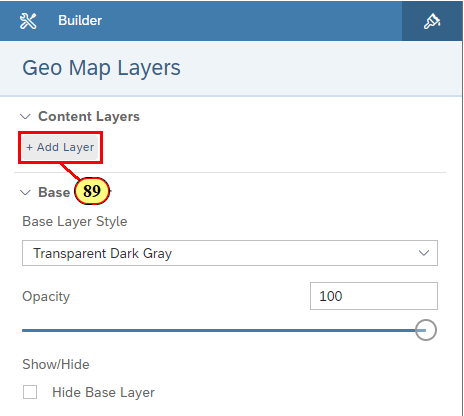 Builder
Geo Map Layers
Content Layers
+ Add Layer
89
Base
Base Layer Style
Transparent Dark Gray
Opacity
100
Show/Hide
Hide Base Layer